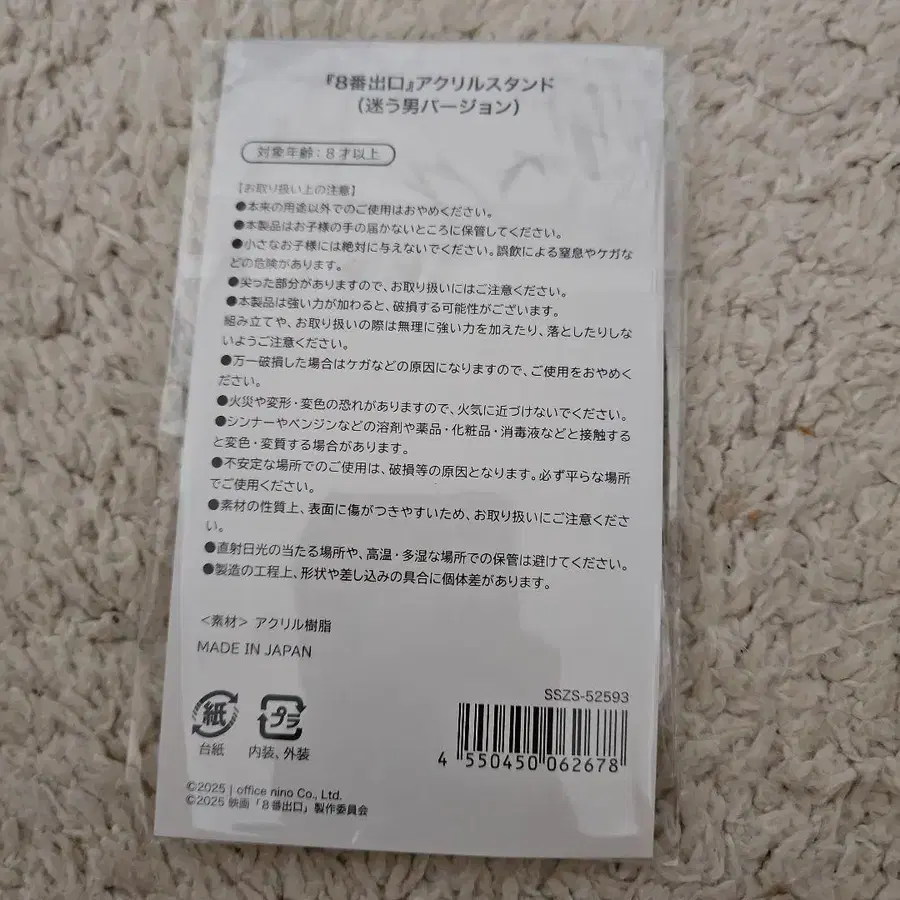 『8番出口』アクリルスタンド
（迷う男バージョン）
対象年齢：8才以上
【お取り扱い上の注意】
●本来の用途以外でのご使用はおやめください。
●本製品はお子様の手の届かないところに保管してください。
●小さなお子様には絶対に与えないでください。誤飲による窒息やケガな
どの危険があります。
●尖った部分がありますので、お取り扱いにはご注意ください。
●本製品は強い力が加わると、破損する可能性がございます。
組み立てや、お取り扱いの際は無理に強い力を加えたり、落としたりしな
いようご注意ください。
●万一破損した場合はケガなどの原因になりますので、ご使用をおやめく
ださい。
●火災や変形・変色の恐れがありますので、火気に近づけないでください。
●シンナーやベンジンなどの溶剤や薬品・化粧品・消毒液などと接触する
と変色・変質する場合があります。
●不安定な場所でのご使用は、破損等の原因となります。必ず平らな場所
でご使用ください。
●素材の性質上、表面に傷がつきやすいため、お取り扱いにご注意くださ
い。
●直射日光の当たる場所や、高温・多湿な場所での保管は避けてください。
●製造の工程上、形状や差し込みの具合に個体差があります。
＜素材＞ アクリル樹脂
MADE IN JAPAN
SSZS-52593
紙
プラ
台紙
内装、外装
4 550450 062678
©2025 | office nino Co., Ltd.
©2025 映画「8番出口」製作委員会